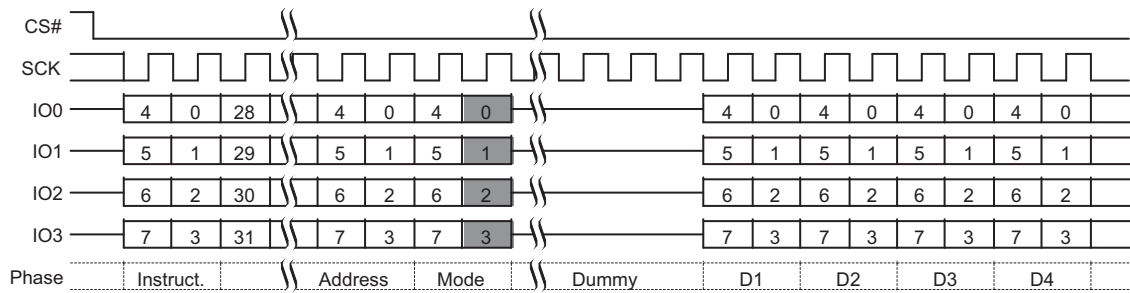 CS#
SCK
IO0 4 0 28 4 0 4 0 4 0 4 0 4 0 4 0
IO1 5 1 29 5 1 5 1 5 1 5 1 5 1 5 1
IO2 6 2 30 6 2 6 2 6 2 6 2 6 2 6 2
IO3 7 3 31 7 3 7 3 7 3 7 3 7 3 7 3
Phase Instruct. Address Mode Dummy D1 D2 D3 D4